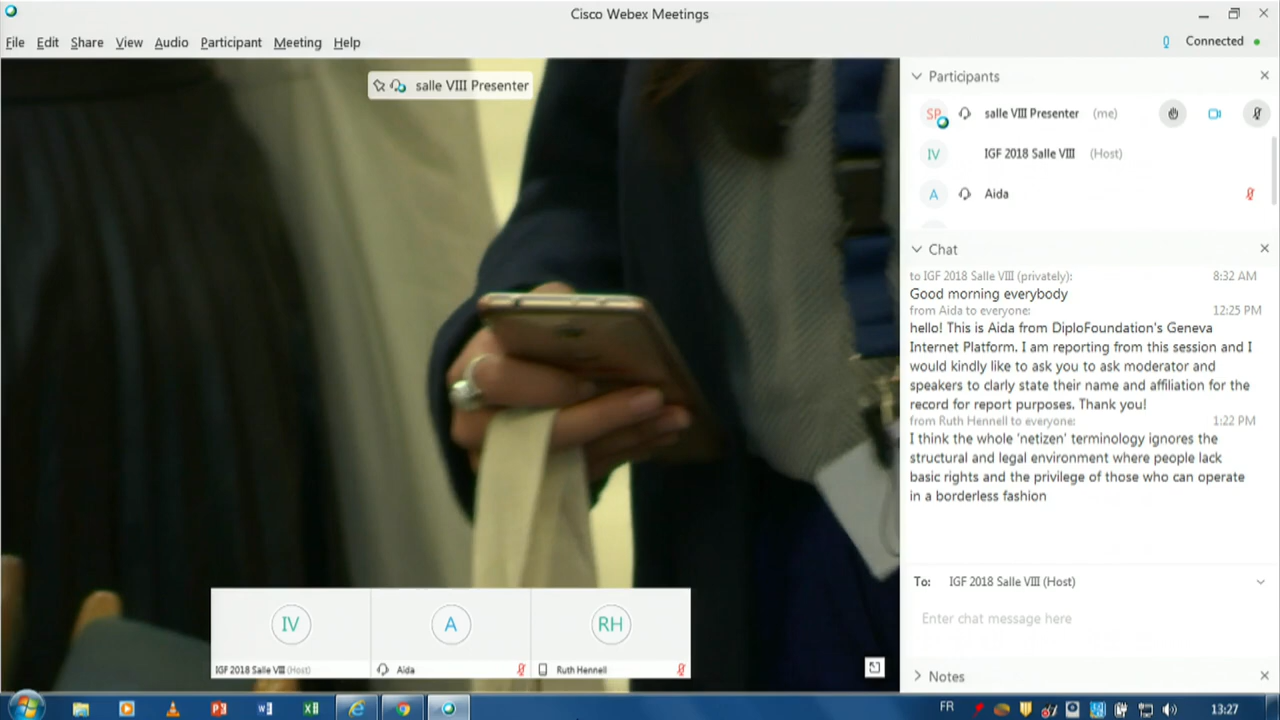 Cisco Webex Meetings
File Edit Share View Audio Participant Meeting Help
Connected
salle VIII Presenter
Participants
SP salle VIII Presenter (me)
IV IGF 2018 Salle VIII (Host)
A Aida
Chat
to IGF 2018 Salle VIII (privately): 8:32 AM
Good morning everybody
from Aida to everyone: 12:25 PM
hello! This is Aida from DiploFoundation's Geneva
Internet Platform. I am reporting from this session and I
would kindly like to ask you to ask moderator and
speakers to clarly state their name and affiliation for the
record for report purposes. Thank you!
from Ruth Hennell to everyone: 1:22 PM
I think the whole 'netizen' terminology ignores the
structural and legal environment where people lack
basic rights and the privilege of those who can operate
in a borderless fashion
To: IGF 2018 Salle VIII (Host)
Enter chat message here
Notes
IV
A
RH
IGF 2018 Salle VIII (Host)
Aida
Ruth Hennell
FR
13:27